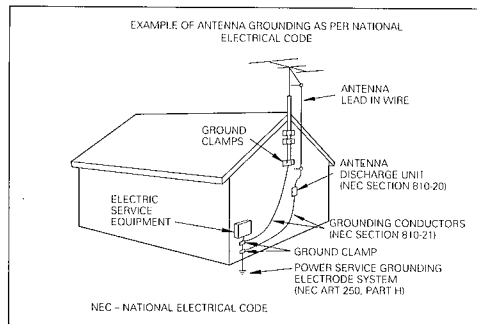 EXAMPLE OF ANTENNA GROUNDING AS PER NATIONAL
ELECTRICAL CODE
ANTENNA
LEAD IN WIRE
GROUND
CLAMPS
ANTENNA
DISCHARGE UNIT
(NEC SECTION 810-20)
ELECTRIC
SERVICE
EQUIPMENT
GROUNDING CONDUCTORS
(NEC SECTION 810-21)
GROUND CLAMP
POWER SERVICE GROUNDING
ELECTRODE SYSTEM
(NEC ART 250, PART H)
NEC – NATIONAL ELECTRICAL CODE